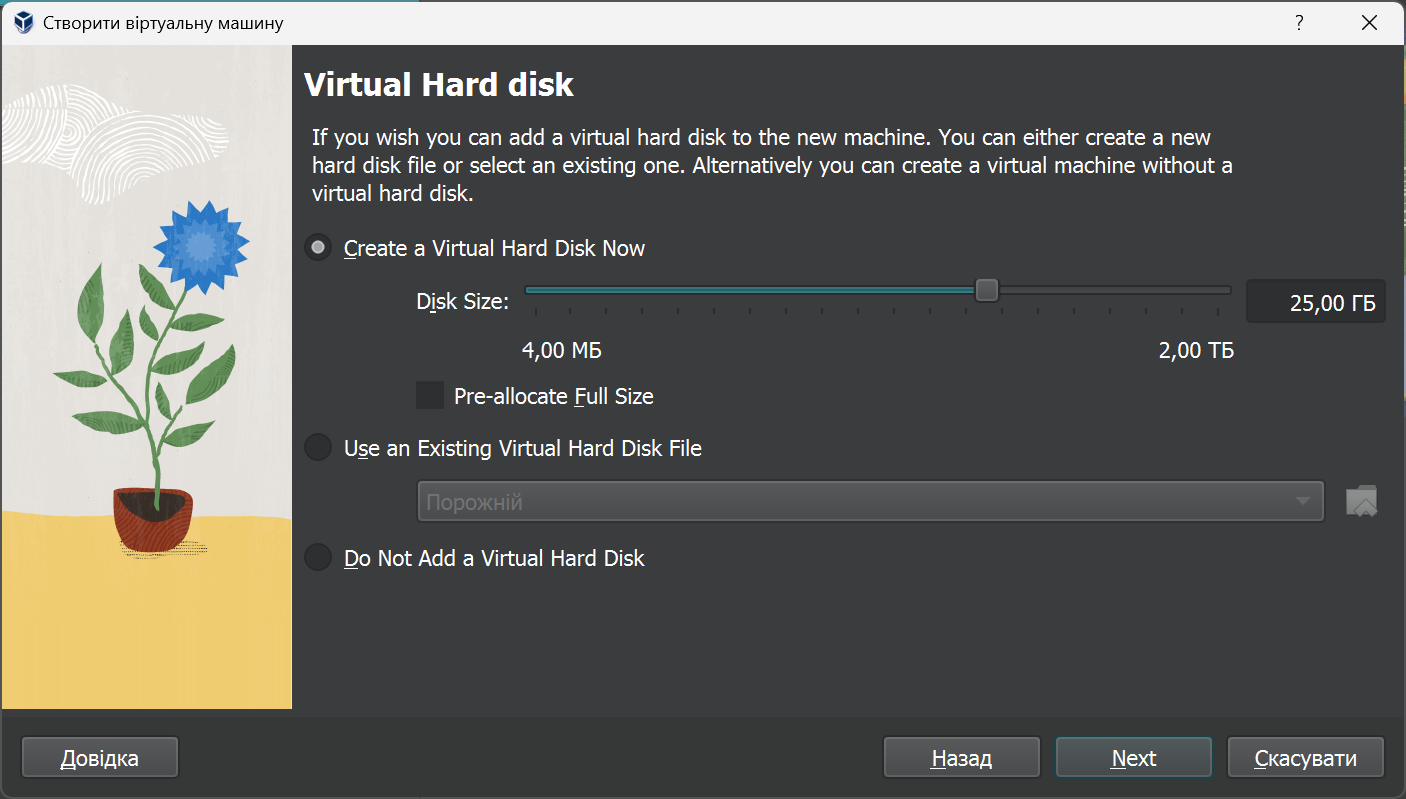 Створити віртуальну машину
?
Virtual Hard disk
If you wish you can add a virtual hard disk to the new machine. You can either create a new
hard disk file or select an existing one. Alternatively you can create a virtual machine without a
virtual hard disk.
Create a Virtual Hard Disk Now
Disk Size:
25,00 ГБ
4,00 МБ
2,00 ТБ
Pre-allocate Full Size
Use an Existing Virtual Hard Disk File
Порожній
Do Not Add a Virtual Hard Disk
Довідка
Назад
Next
Скасувати